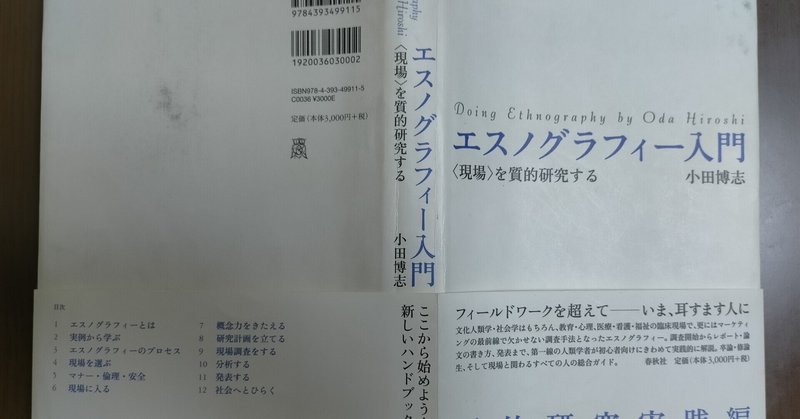 9784393499115
1920036030002
ISBN978-4-393-49911-5
C0036 ¥3000E
定価(本体3,000円+税)
Hiroshi
エスノグラフィー入門
〈現場〉を質的研究する
小田博志
Doing Ethnography by Oda Hiroshi
エスノグラフィー入門
〈現場〉を質的研究する
小田博志
目次
1 エスノグラフィーとは
2 実例から学ぶ
3 エスノグラフィーのプロセス
4 現場を選ぶ
5 マナー・倫理・安全
6 現場に入る
7 概念力をきたえる
8 研究計画を立てる
9 現場調査をする
10 分析する
11 発表する
12 社会へとひらく
ここから始めよう
新しいハンドブック
フィールドワークを超えて——いま、耳すます人に
文化人類学・社会学はもちろん、教育・心理、医療・看護・福祉の臨床現場で、更にはマーケティ
ングの最前線で欠かせない調査手法となったエスノグラフィー。調査開始からレポート・論
文の書き方、発表まで、第一線の人類学者が初心者向けにきわめて実践的に解説。卒論・修論
生、そして現場と関わるすべての人の総合ガイド。
春秋社
定価(本体3,000円+税)
的研究実践編